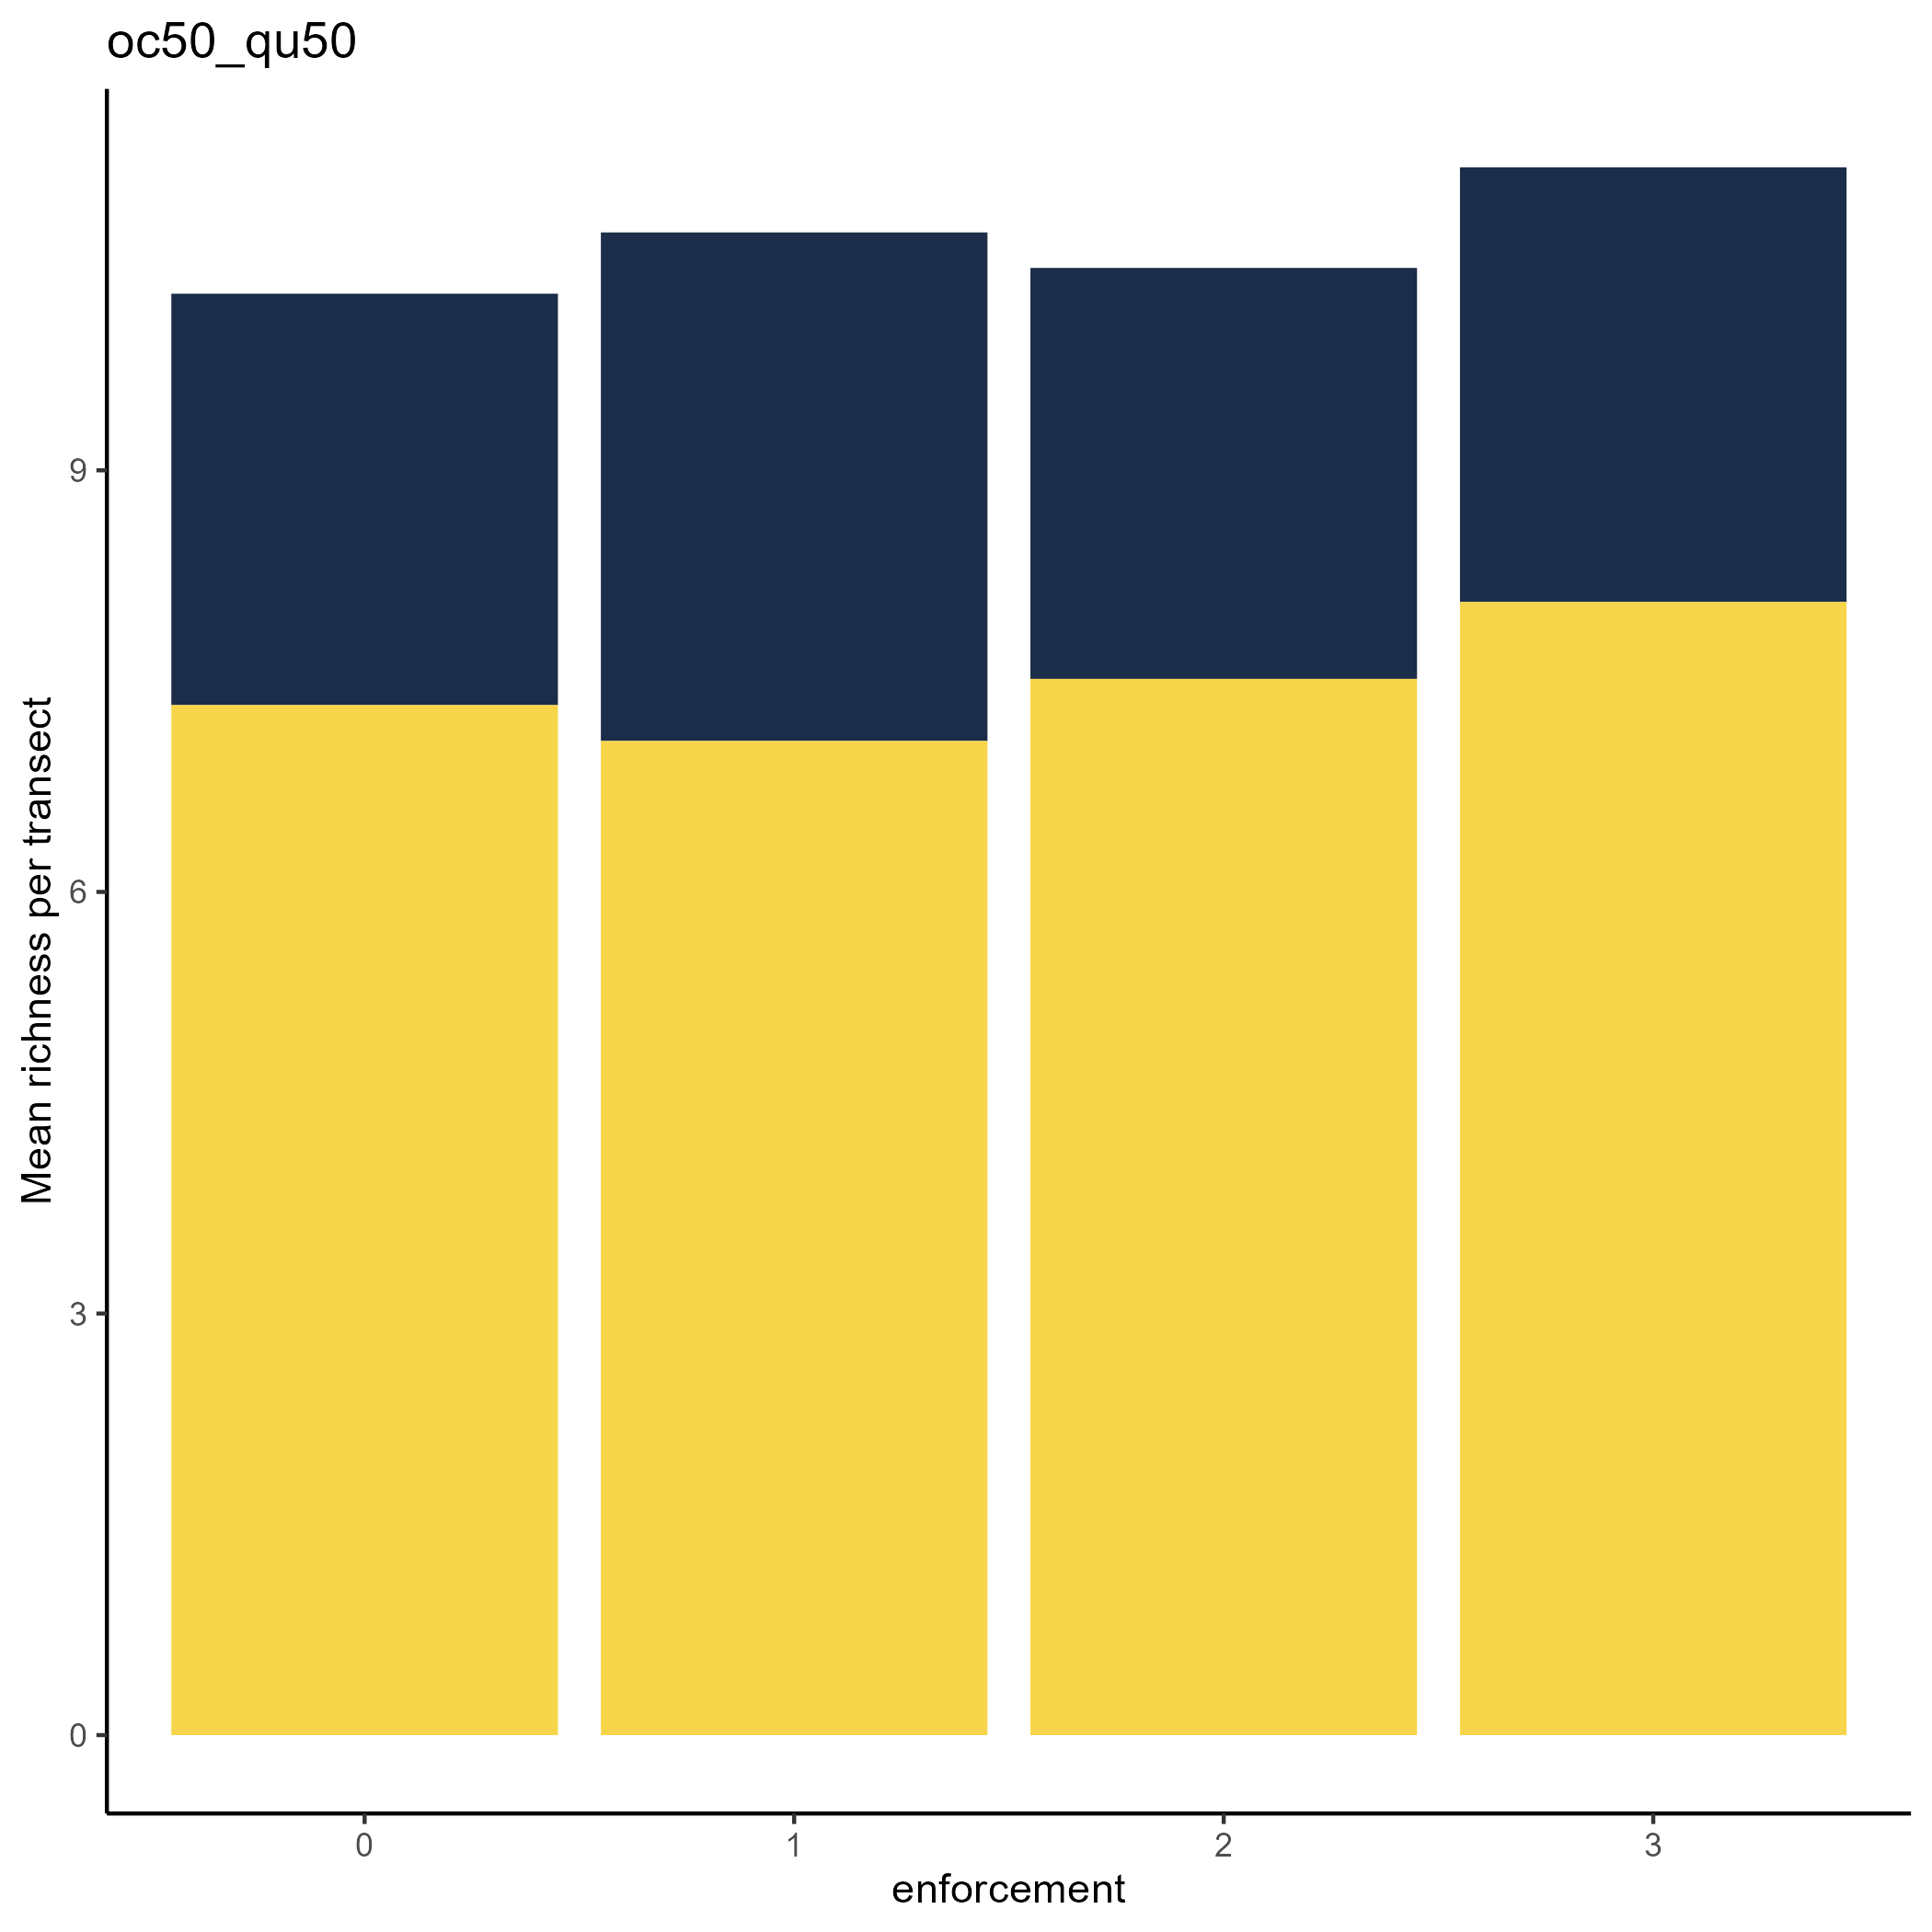 oc50_qu50
Mean richness per transect
9
6
3
0
0 1 2 3
enforcement